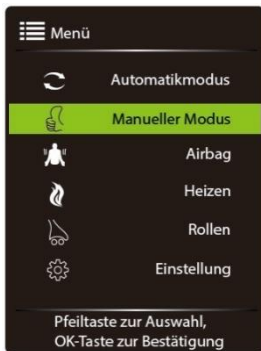 Menü
Automatikmodus
Manueller Modus
Airbag
Heizen
Rollen
Einstellung
Pfeiltaste zur Auswahl,
OK-Taste zur Bestätigung